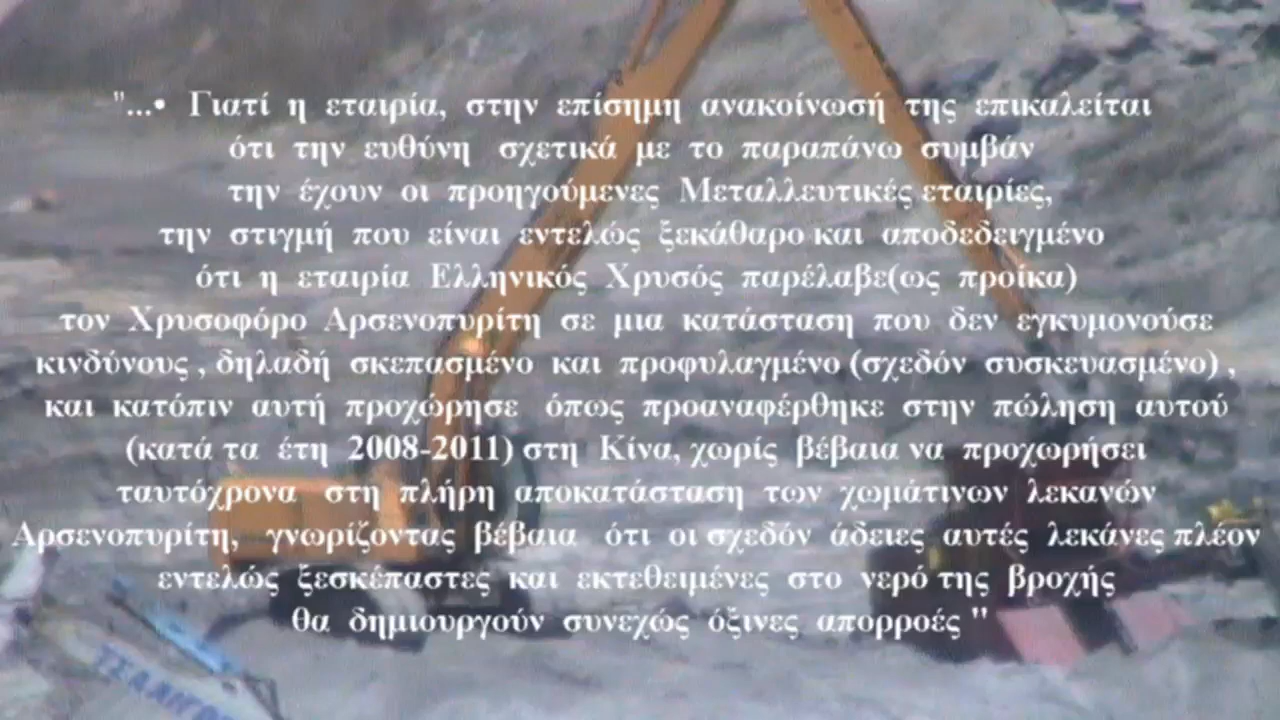 "...• Γιατί η εταιρία, στην επίσημη ανακοίνωσή της επικαλείται
ότι την ευθύνη σχετικά με το παραπάνω συμβάν
την έχουν οι προηγούμενες Μεταλλευτικές εταιρίες,
την στιγμή που είναι εντελώς ξεκάθαρο και αποδεδειγμένο
ότι η εταιρία Ελληνικός Χρυσός παρέλαβε(ως προίκα)
τον Χρυσοφόρο Αρσενοπυρίτη σε μια κατάσταση που δεν εγκυμονούσε
κινδύνους , δηλαδή σκεπασμένο και προφυλαγμένο (σχεδόν συσκευασμένο) ,
και κατόπιν αυτή προχώρησε όπως προαναφέρθηκε στην πώληση αυτού
(κατά τα έτη 2008-2011) στη Κίνα, χωρίς βέβαια να προχωρήσει
ταυτόχρονα στη πλήρη αποκατάσταση των χωμάτινων λεκανών
Αρσενοπυρίτη, γνωρίζοντας βέβαια ότι οι σχεδόν άδειες αυτές λεκάνες πλέον
εντελώς ξεσκέπαστες και εκτεθειμένες στο νερό της βροχής
θα δημιουργούν συνεχώς όξινες απορροές "